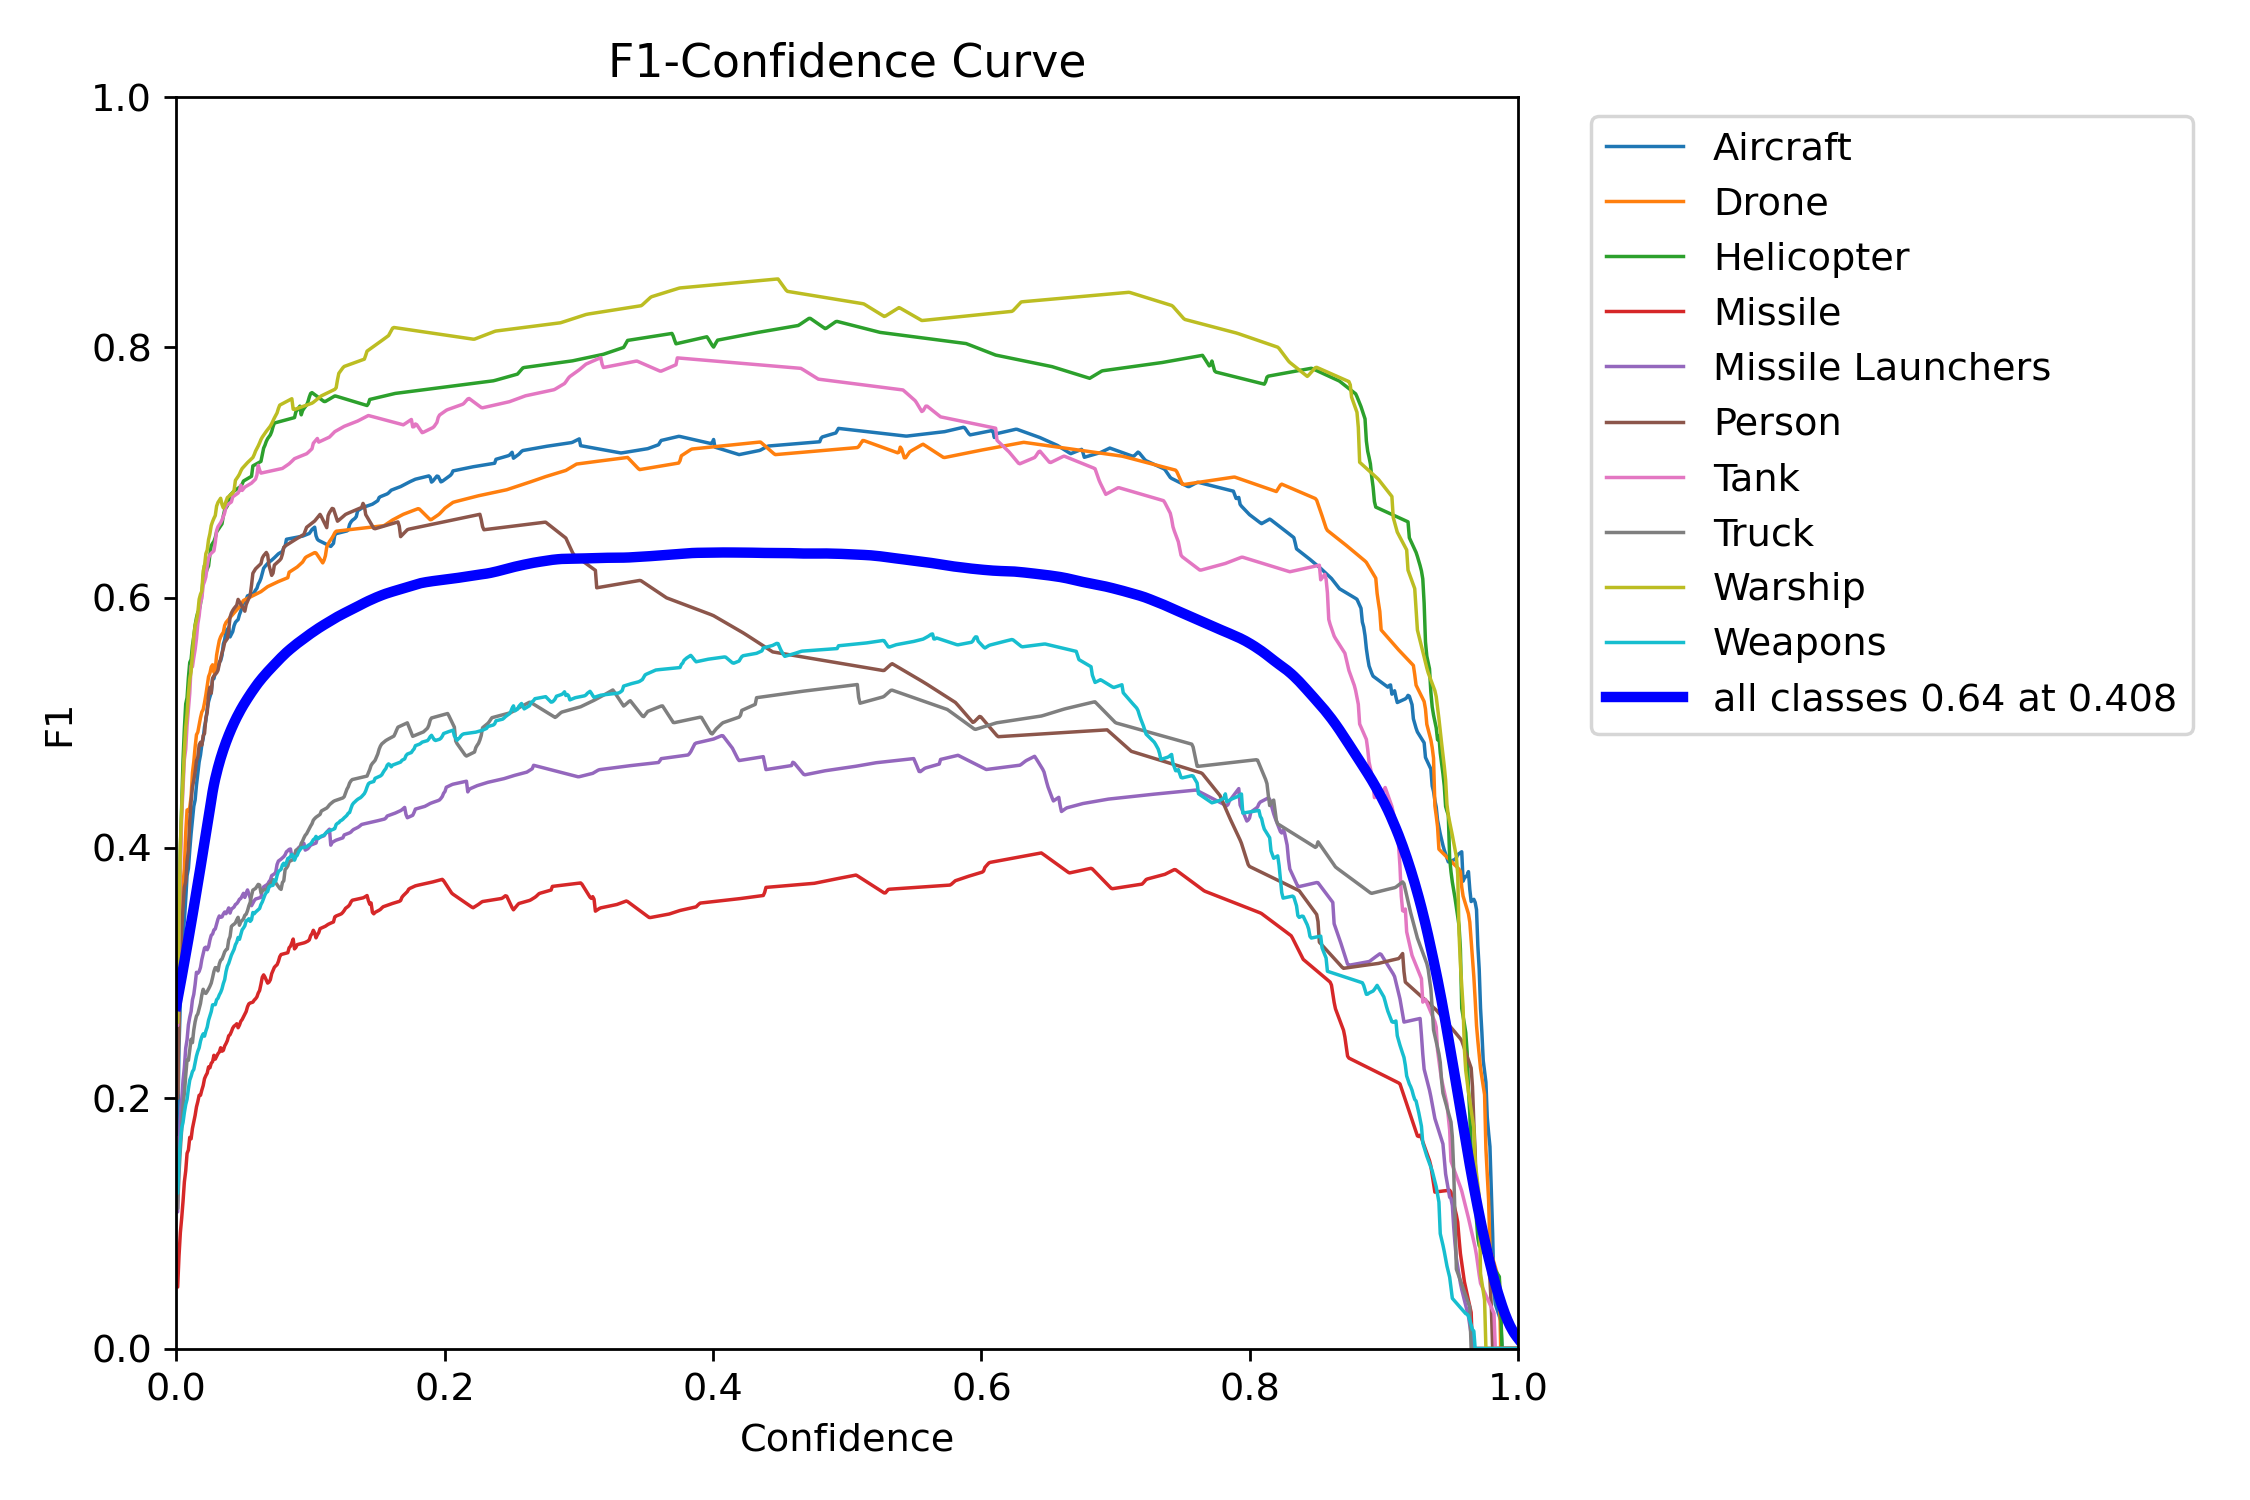 F1-Confidence Curve
1.0
0.8
0.6
0.4
0.2
0.0
F1
0.0 0.2 0.4 0.6 0.8 1.0
Confidence
Aircraft
Drone
Helicopter
Missile
Missile Launchers
Person
Tank
Truck
Warship
Weapons
all classes 0.64 at 0.408